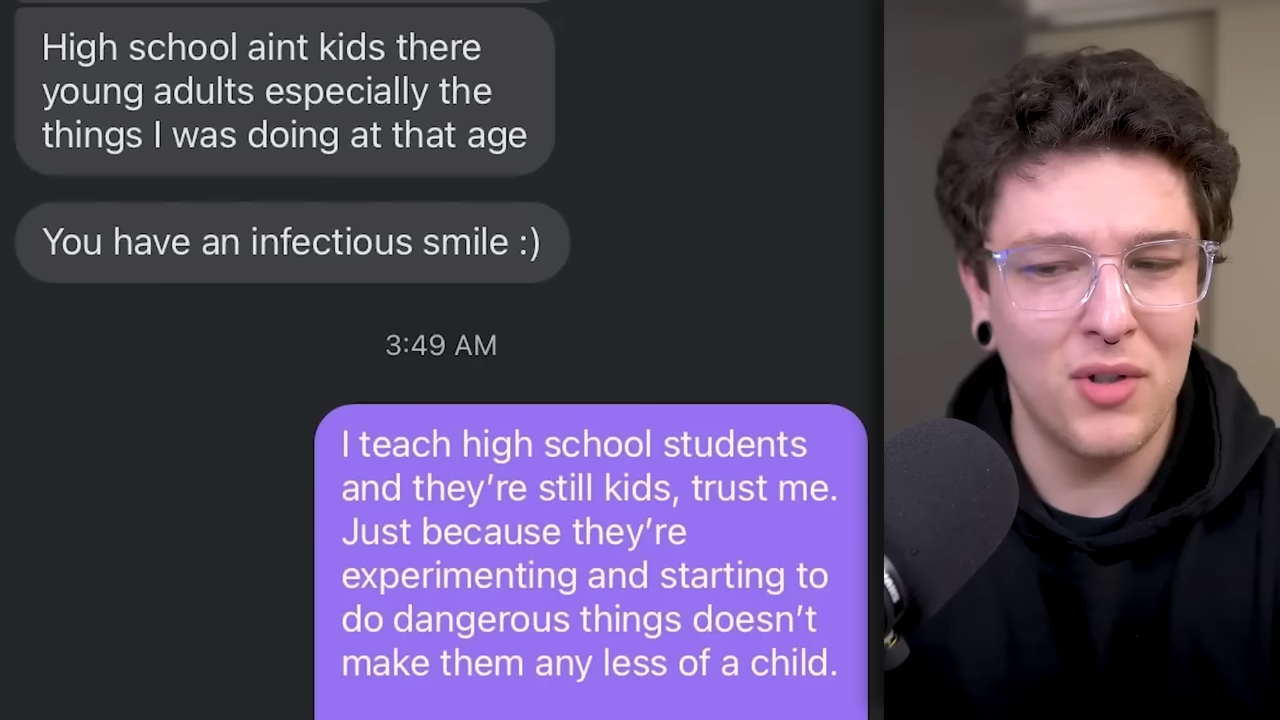 High school aint kids there
young adults especially the
things I was doing at that age
You have an infectious smile :)
3:49 AM
I teach high school students
and they’re still kids, trust me.
Just because they’re
experimenting and starting to
do dangerous things doesn’t
make them any less of a child.